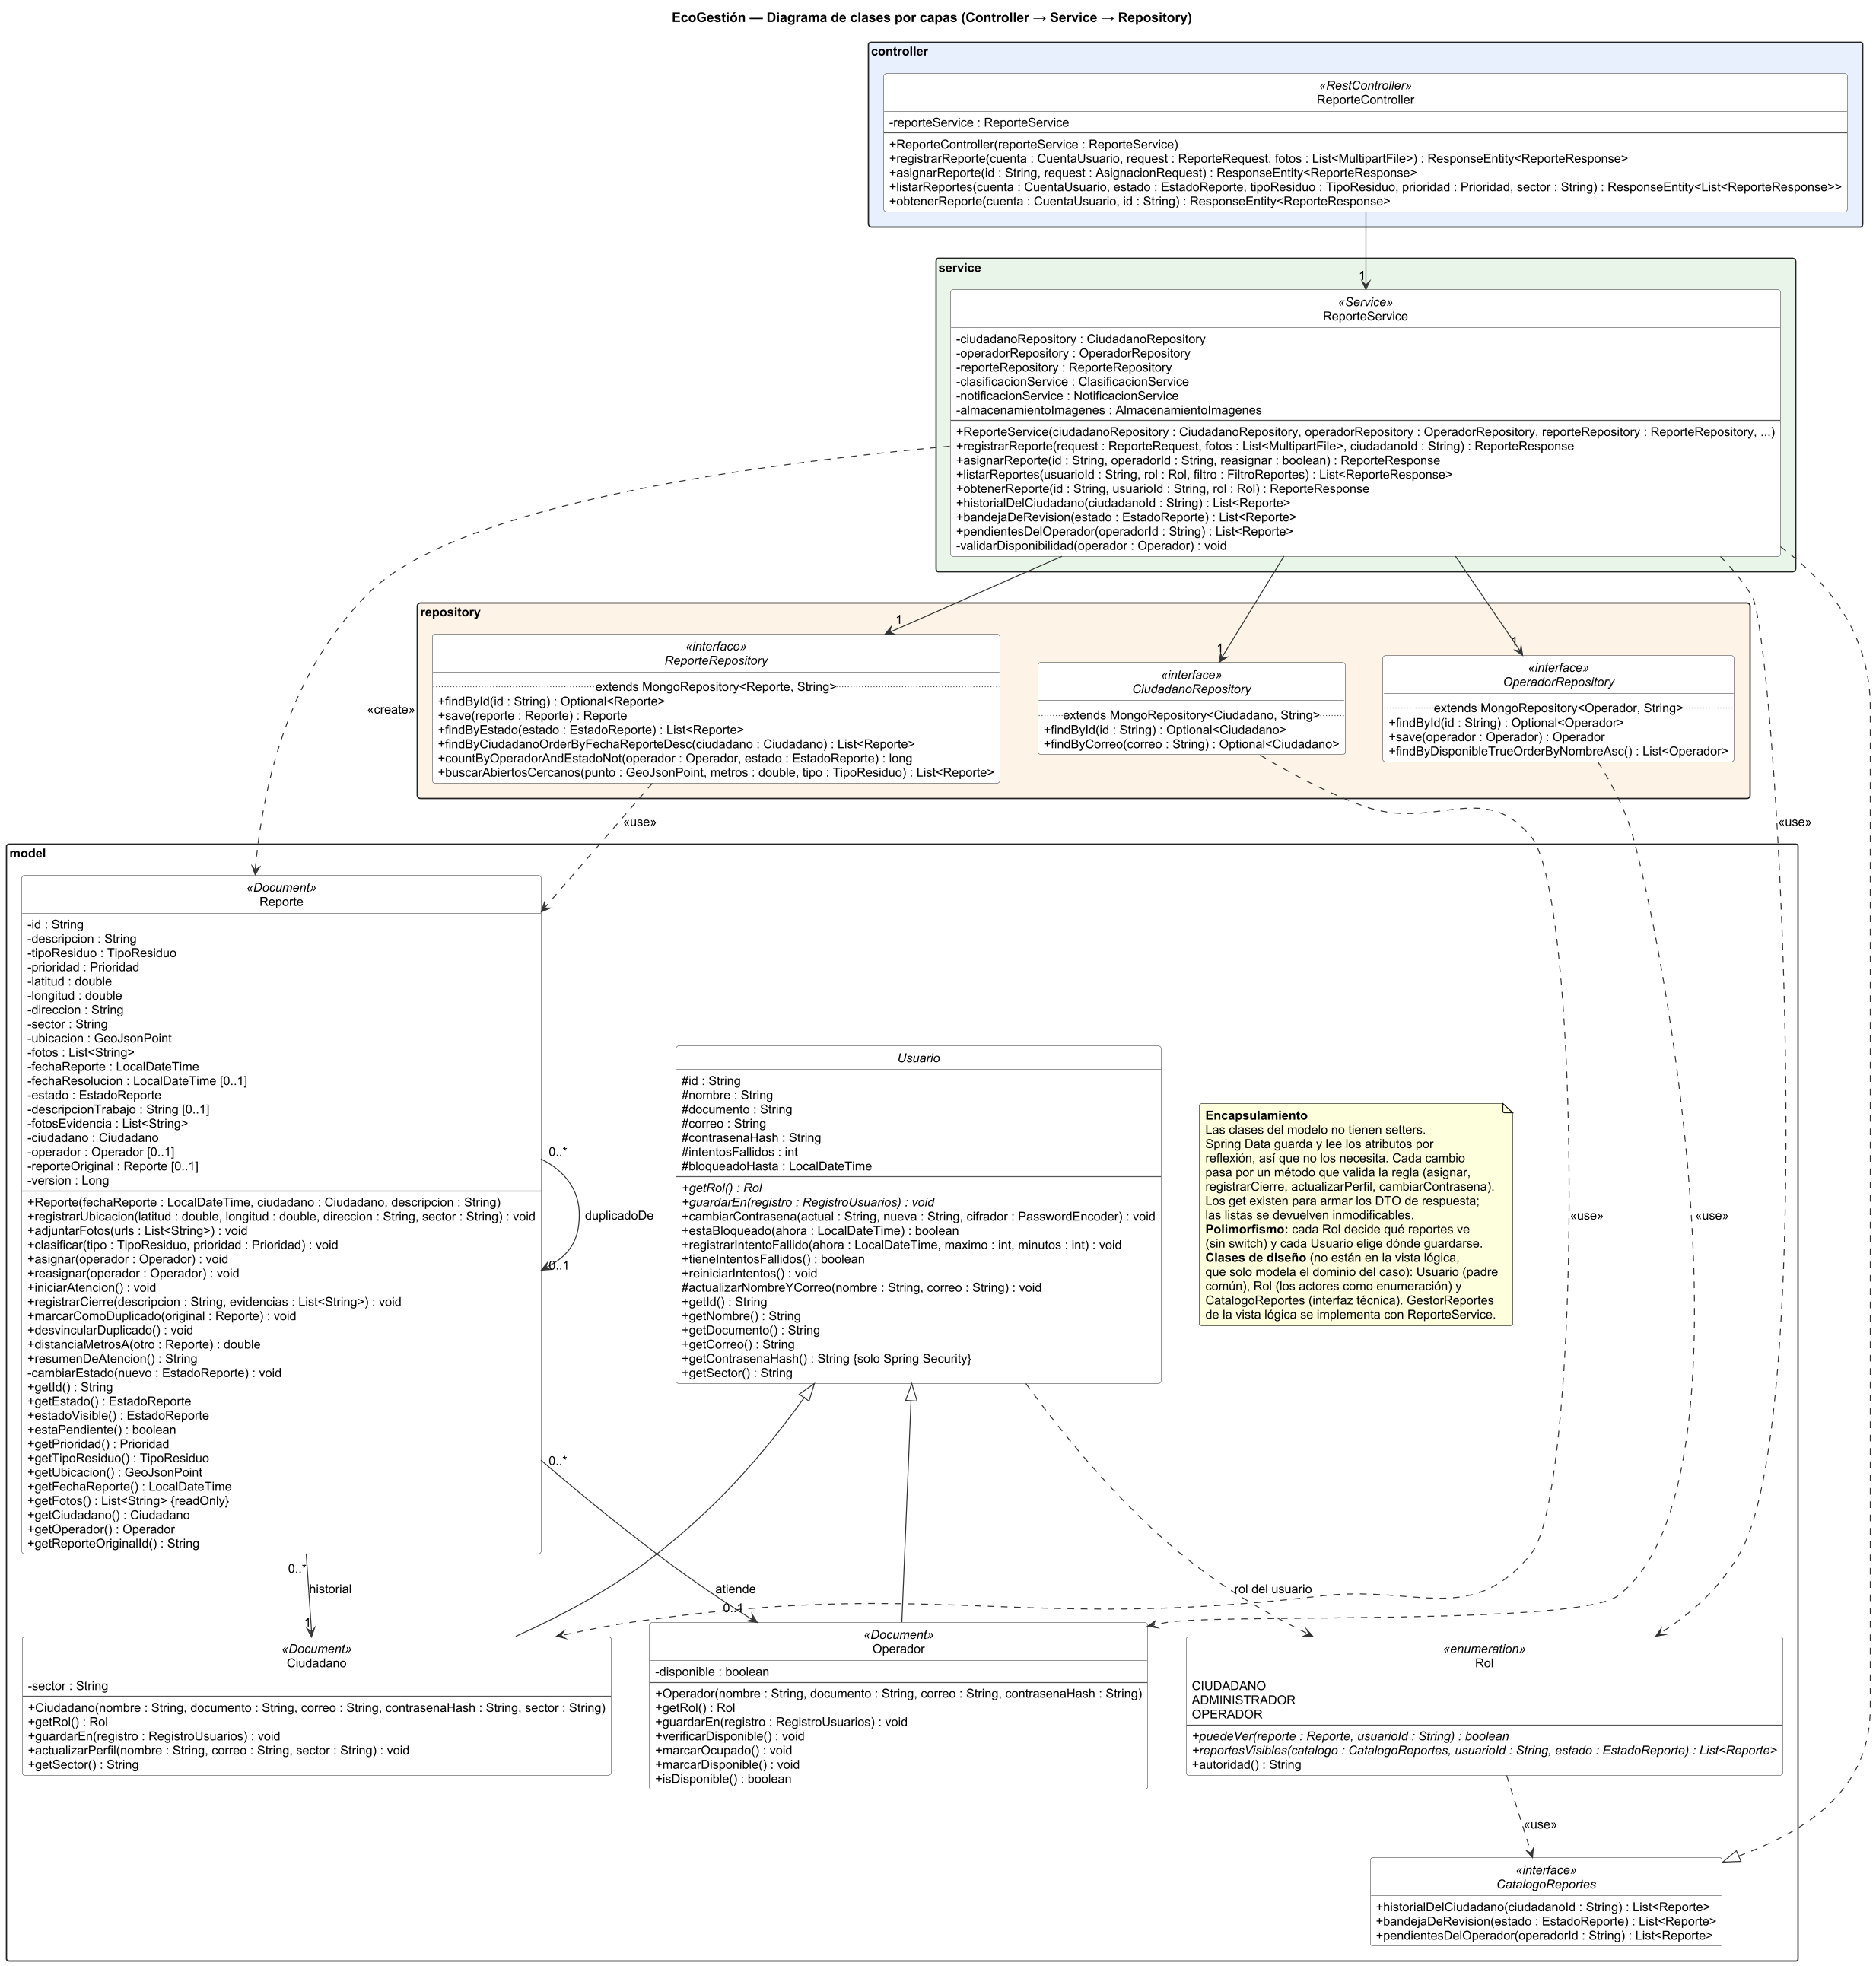 EcoGestión — Diagrama de clases por capas (Controller → Service → Repository)
controller
«RestController»
ReporteController
-reporteService : ReporteService
+ReporteController(reporteService : ReporteService)
+registrarReporte(cuenta : CuentaUsuario, request : ReporteRequest, fotos : List<MultipartFile>) : ResponseEntity<ReporteResponse>
+asignarReporte(id : String, request : AsignacionRequest) : ResponseEntity<ReporteResponse>
+listarReportes(cuenta : CuentaUsuario, estado : EstadoReporte, tipoResiduo : TipoResiduo, prioridad : Prioridad, sector : String) : ResponseEntity<List<ReporteResponse>>
+obtenerReporte(cuenta : CuentaUsuario, id : String) : ResponseEntity<ReporteResponse>
1
service
«Service»
ReporteService
-ciudadanoRepository : CiudadanoRepository
-operadorRepository : OperadorRepository
-reporteRepository : ReporteRepository
-clasificacionService : ClasificacionService
-notificacionService : NotificacionService
-almacenamientoImagenes : AlmacenamientoImagenes
+ReporteService(ciudadanoRepository : CiudadanoRepository, operadorRepository : OperadorRepository, reporteRepository : ReporteRepository, ...)
+registrarReporte(request : ReporteRequest, fotos : List<MultipartFile>, ciudadanoId : String) : ReporteResponse
+asignarReporte(id : String, operadorId : String, reasignar : boolean) : ReporteResponse
+listarReportes(usuarioId : String, rol : Rol, filtro : FiltroReportes) : List<ReporteResponse>
+obtenerReporte(id : String, usuarioId : String, rol : Rol) : ReporteResponse
+historialDelCiudadano(ciudadanoId : String) : List<Reporte>
+bandejaDeRevision(estado : EstadoReporte) : List<Reporte>
+pendientesDelOperador(operadorId : String) : List<Reporte>
-validarDisponibilidad(operador : Operador) : void
repository
1
1
1
«interface»
ReporteRepository
extends MongoRepository<Reporte, String>
+findById(id : String) : Optional<Reporte>
+save(reporte : Reporte) : Reporte
+findByEstado(estado : EstadoReporte) : List<Reporte>
+findByCiudadanoOrderByFechaReporteDesc(ciudadano : Ciudadano) : List<Reporte>
+countByOperadorAndEstadoNot(operador : Operador, estado : EstadoReporte) : long
+buscarAbiertosCercanos(punto : GeoJsonPoint, metros : double, tipo : TipoResiduo) : List<Reporte>
«interface»
CiudadanoRepository
extends MongoRepository<Ciudadano, String>
+findById(id : String) : Optional<Ciudadano>
+findByCorreo(correo : String) : Optional<Ciudadano>
«interface»
OperadorRepository
extends MongoRepository<Operador, String>
+findById(id : String) : Optional<Operador>
+save(operador : Operador) : Operador
+findByDisponibleTrueOrderByNombreAsc() : List<Operador>
«create»
«use»
«use»
model
«Document»
Reporte
-id : String
-descripcion : String
-tipoResiduo : TipoResiduo
-prioridad : Prioridad
-latitud : double
-longitud : double
-direccion : String
-sector : String
-ubicacion : GeoJsonPoint
-fotos : List<String>
-fechaReporte : LocalDateTime
-fechaResolucion : LocalDateTime [0..1]
-estado : EstadoReporte
-descripcionTrabajo : String [0..1]
-fotosEvidencia : List<String>
-ciudadano : Ciudadano
-operador : Operador [0..1]
-reporteOriginal : Reporte [0..1]
-version : Long
+Reporte(fechaReporte : LocalDateTime, ciudadano : Ciudadano, descripcion : String)
+registrarUbicacion(latitud : double, longitud : double, direccion : String, sector : String) : void
+adjuntarFotos(urls : List<String>) : void
+clasificar(tipo : TipoResiduo, prioridad : Prioridad) : void
+asignar(operador : Operador) : void
+reasignar(operador : Operador) : void
+iniciarAtencion() : void
+registrarCierre(descripcion : String, evidencias : List<String>) : void
+marcarComoDuplicado(original : Reporte) : void
+desvincularDuplicado() : void
+distanciaMetrosA(otro : Reporte) : double
+resumenDeAtencion() : String
-cambiarEstado(nuevo : EstadoReporte) : void
+getId() : String
+getEstado() : EstadoReporte
+estadoVisible() : EstadoReporte
+estaPendiente() : boolean
+getPrioridad() : Prioridad
+getTipoResiduo() : TipoResiduo
+getUbicacion() : GeoJsonPoint
+getFechaReporte() : LocalDateTime
+getFotos() : List<String> {readOnly}
+getCiudadano() : Ciudadano
+getOperador() : Operador
+getReporteOriginalId() : String
0..*
duplicadoDe
0..1
Usuario
#id : String
#nombre : String
#documento : String
#correo : String
#contrasenaHash : String
#intentosFallidos : int
#bloqueadoHasta : LocalDateTime
+getRol() : Rol
+guardarEn(registro : RegistroUsuarios) : void
+cambiarContrasena(actual : String, nueva : String, cifrador : PasswordEncoder) : void
+estaBloqueado(ahora : LocalDateTime) : boolean
+registrarIntentoFallido(ahora : LocalDateTime, maximo : int, minutos : int) : void
+tieneIntentosFallidos() : boolean
+reiniciarIntentos() : void
#actualizarNombreYCorreo(nombre : String, correo : String) : void
+getId() : String
+getNombre() : String
+getDocumento() : String
+getCorreo() : String
+getContrasenaHash() : String {solo Spring Security}
+getSector() : String
Encapsulamiento
Las clases del modelo no tienen setters.
Spring Data guarda y lee los atributos por
reflexión, así que no los necesita. Cada cambio
pasa por un método que valida la regla (asignar,
registrarCierre, actualizarPerfil, cambiarContrasena).
Los get existen para armar los DTO de respuesta;
las listas se devuelven inmodificables.
Polimorfismo: cada Rol decide qué reportes ve
(sin switch) y cada Usuario elige dónde guardarse.
Clases de diseño (no están en la vista lógica,
que solo modela el dominio del caso): Usuario (padre
común), Rol (los actores como enumeración) y
CatalogoReportes (interfaz técnica). GestorReportes
de la vista lógica se implementa con ReporteService.
«use»
«use»
0..*
0..*
historial
1
atiende
0..1
rol del usuario
«Document»
Ciudadano
-sector : String
+Ciudadano(nombre : String, documento : String, correo : String, contrasenaHash : String, sector : String)
+getRol() : Rol
+guardarEn(registro : RegistroUsuarios) : void
+actualizarPerfil(nombre : String, correo : String, sector : String) : void
+getSector() : String
«Document»
Operador
-disponible : boolean
+Operador(nombre : String, documento : String, correo : String, contrasenaHash : String)
+getRol() : Rol
+guardarEn(registro : RegistroUsuarios) : void
+verificarDisponible() : void
+marcarOcupado() : void
+marcarDisponible() : void
+isDisponible() : boolean
«enumeration»
Rol
CIUDADANO
ADMINISTRADOR
OPERADOR
+puedeVer(reporte : Reporte, usuarioId : String) : boolean
+reportesVisibles(catalogo : CatalogoReportes, usuarioId : String, estado : EstadoReporte) : List<Reporte>
+autoridad() : String
«use»
«interface»
CatalogoReportes
+historialDelCiudadano(ciudadanoId : String) : List<Reporte>
+bandejaDeRevision(estado : EstadoReporte) : List<Reporte>
+pendientesDelOperador(operadorId : String) : List<Reporte>